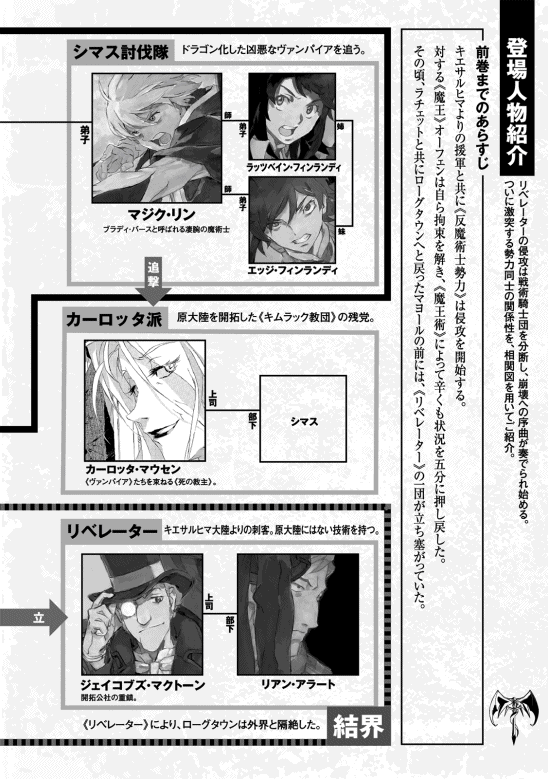 登場人物紹介
リベレーターの侵攻は戦術騎士団を分断し、崩壊への序曲が奏でられ始める。
ついに激突する勢力同士の関係性を、相関図を用いてご紹介。
前巻までのあらすじ
キエサルヒマよりの援軍と共に《反魔術士勢力》は侵攻を開始する。
対する《魔王》オーフェンは自ら拘束を解き、《魔王術》によって辛くも状況を五分に押し戻した。
その頃、ラチェットと共にローグタウンへと戻ったマヨールの前には、《リベレーター》の一団が立ち塞がっていた。
シマス討伐隊
ドラゴン化した凶悪なヴァンパイアを追う。
弟子
師
弟子
姉
ラッツベイン・フィンランディ
師
弟子
妹
エッジ・フィンランディ
マジク・リン
ブラディ・バースと呼ばれる凄腕の魔術士
追撃
カーロッタ派
原大陸を開拓した《キムラック教団》の残党。
上司
部下
シマス
カーロッタ・マウセン
《ヴァンパイア》たちを束ねる《死の教主》。
リベレーター
キエサルヒマ大陸よりの刺客。原大陸にはない技術を持つ。
立
上司
部下
ジェイコブズ・マクトーン
開拓公社の重鎮。
リアン・アラート
《リベレーター》により、ローグタウンは外界と隔絶した。
結界